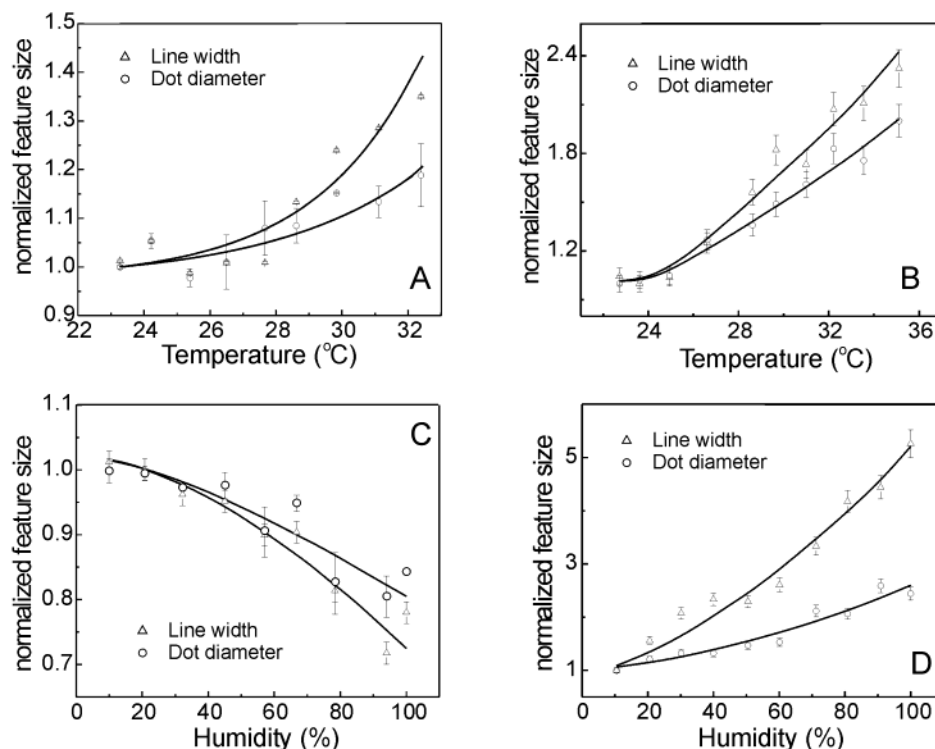 1.5
1.4
1.3
1.2
1.1
1.0
0.9
22 24 26 28 30 32
normalized feature size
Temperature (°C)
Line width
Dot diameter
A
2.4
1.8
1.2
24 28 32 36
normalized feature size
Temperature (°C)
Line width
Dot diameter
B
1.1
1.0
0.9
0.8
0.7
0 20 40 60 80 100
normalized feature size
Humidity (%)
Line width
Dot diameter
C
5
3
1
0 20 40 60 80 100
normalized feature size
Humidity (%)
Line width
Dot diameter
D